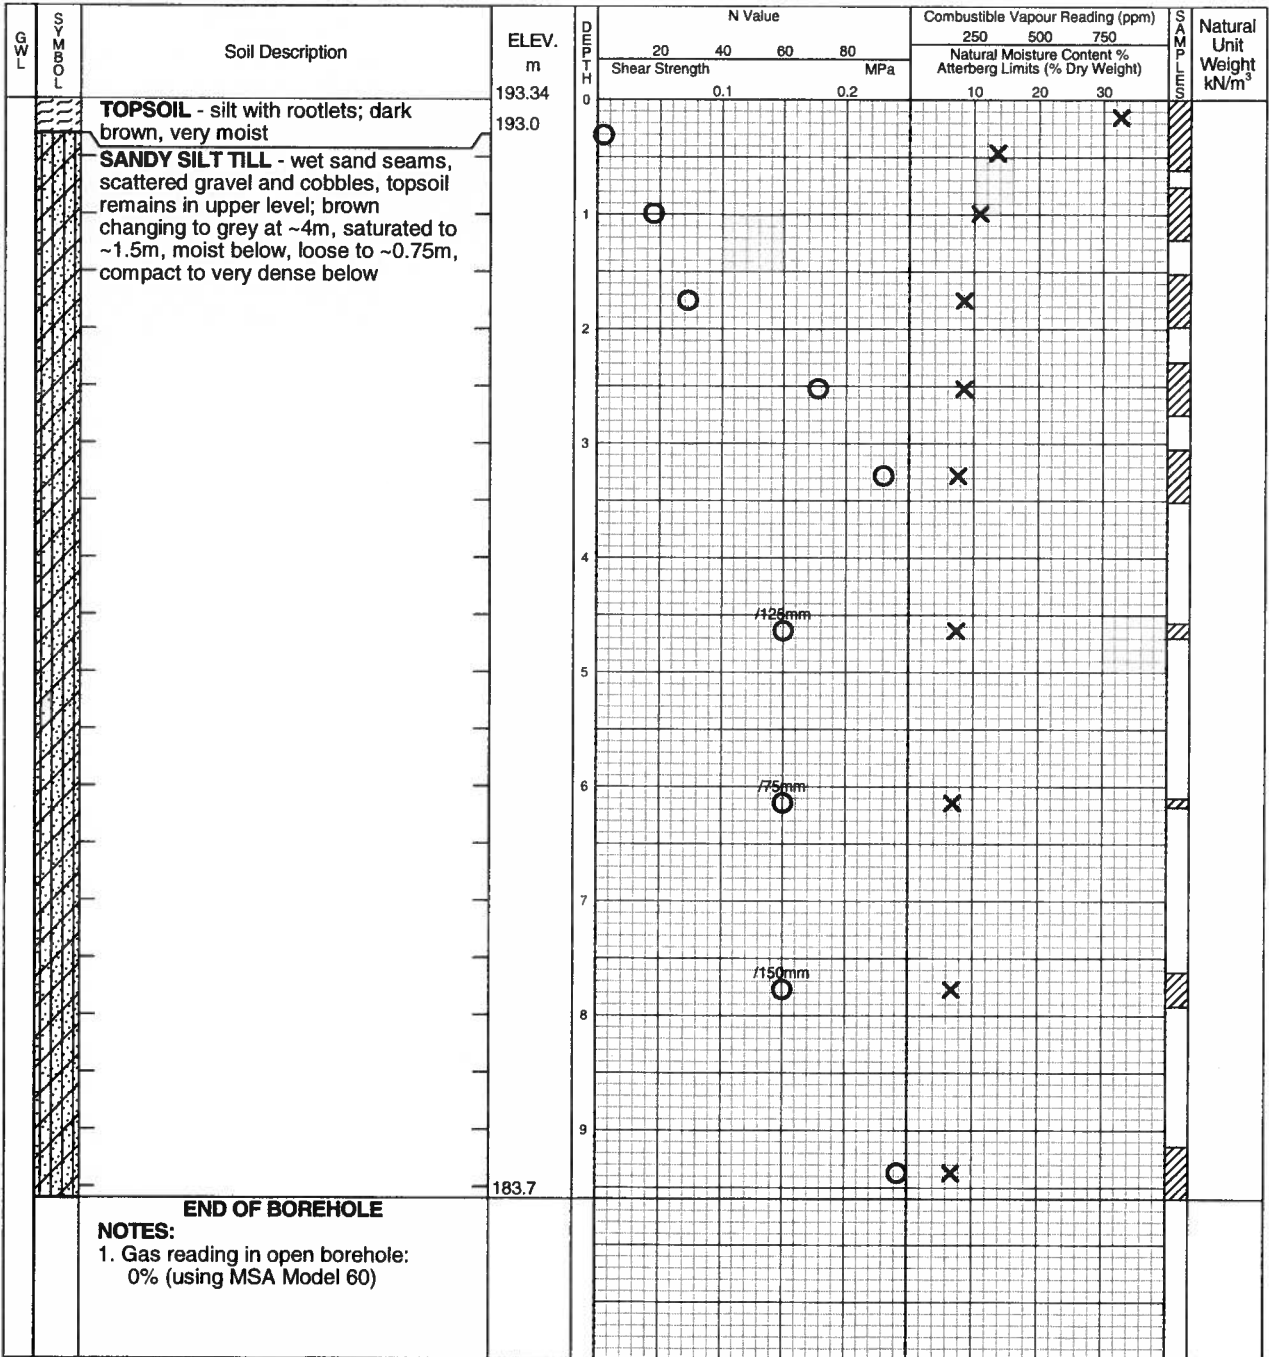 GWL
SYMBOL
Soil Description
ELEV.
m
DEPTH
N Value
20 40 60 80
Shear Strength MPa
0.1 0.2
Combustible Vapour Reading (ppm)
250 500 750
Natural Moisture Content %
Atterberg Limits (% Dry Weight)
10 20 30
SAMPLES
Natural
Unit
Weight
kN/m³
193.34
0
TOPSOIL - silt with rootlets; dark
brown, very moist
193.0
SANDY SILT TILL - wet sand seams,
scattered gravel and cobbles, topsoil
remains in upper level; brown
changing to grey at ~4m, saturated to
~1.5m, moist below, loose to ~0.75m,
compact to very dense below
1
2
3
4
/125mm
5
/75mm
6
7
/150mm
8
9
183.7
END OF BOREHOLE
NOTES:
1. Gas reading in open borehole:
0% (using MSA Model 60)